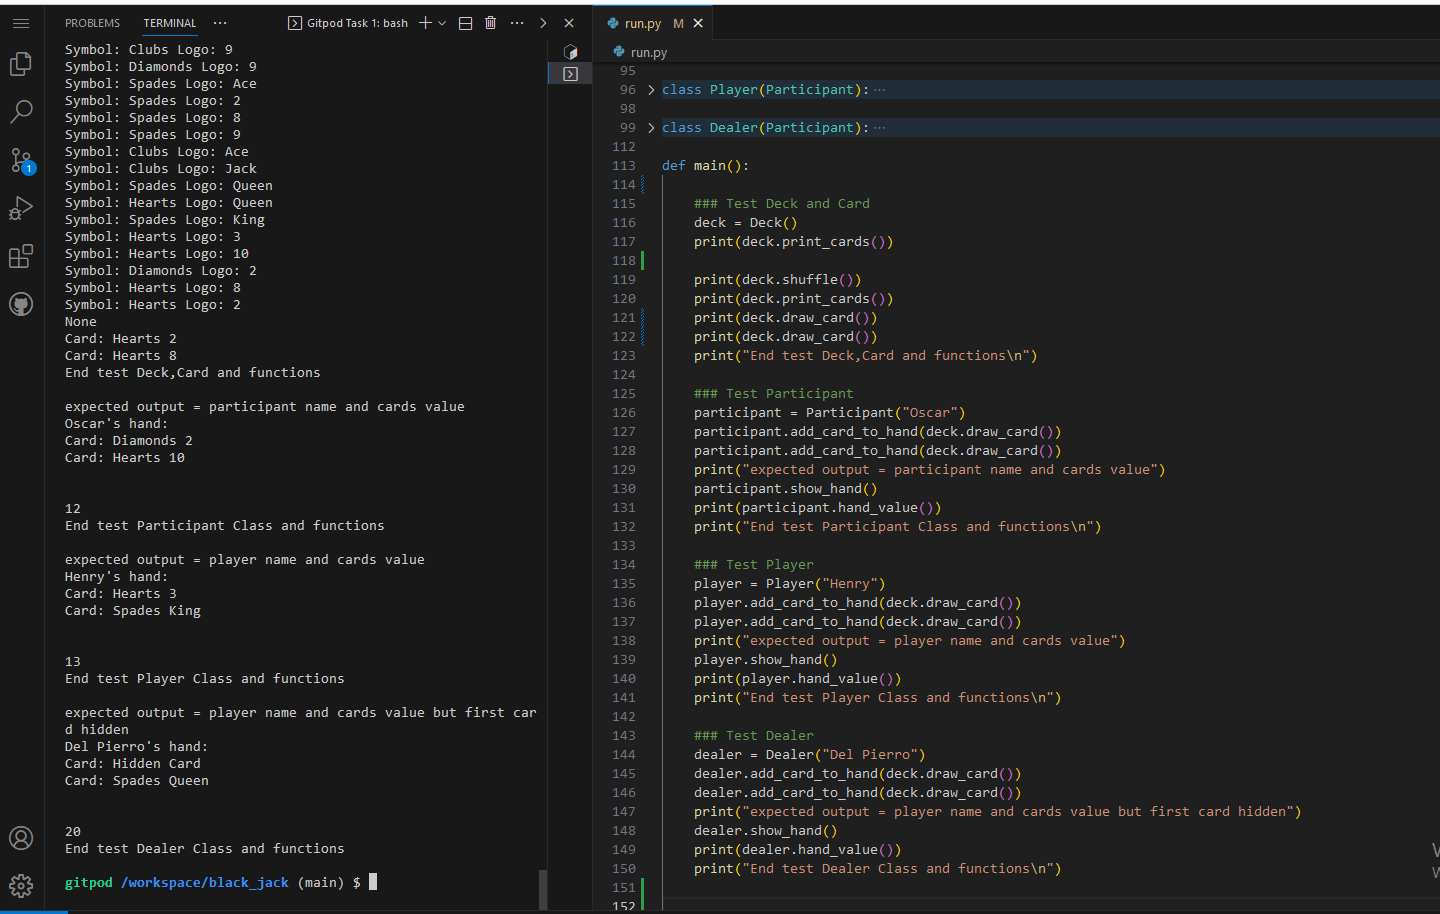 PROBLEMS TERMINAL ··· Gitpod Task 1: bash
Symbol: Clubs Logo: 9
Symbol: Diamonds Logo: 9
Symbol: Spades Logo: Ace
Symbol: Spades Logo: 2
Symbol: Spades Logo: 8
Symbol: Spades Logo: 9
Symbol: Clubs Logo: Ace
Symbol: Clubs Logo: Jack
Symbol: Spades Logo: Queen
Symbol: Hearts Logo: Queen
Symbol: Spades Logo: King
Symbol: Hearts Logo: 3
Symbol: Hearts Logo: 10
Symbol: Diamonds Logo: 2
Symbol: Hearts Logo: 8
Symbol: Hearts Logo: 2
None
Card: Hearts 2
Card: Hearts 8
End test Deck,Card and functions
expected output = participant name and cards value
Oscar's hand:
Card: Diamonds 2
Card: Hearts 10
12
End test Participant Class and functions
expected output = player name and cards value
Henry's hand:
Card: Hearts 3
Card: Spades King
13
End test Player Class and functions
expected output = player name and cards value but first car
d hidden
Del Pierro's hand:
Card: Hidden Card
Card: Spades Queen
20
End test Dealer Class and functions
gitpod /workspace/black_jack (main) $
1
run.py M
run.py
95
96 class Player(Participant): ···
98
99 class Dealer(Participant): ···
112
113 def main():
114
115 ### Test Deck and Card
116 deck = Deck()
117 print(deck.print_cards())
118
119 print(deck.shuffle())
120 print(deck.print_cards())
121 print(deck.draw_card())
122 print(deck.draw_card())
123 print("End test Deck,Card and functions\n")
124
125 ### Test Participant
126 participant = Participant("Oscar")
127 participant.add_card_to_hand(deck.draw_card())
128 participant.add_card_to_hand(deck.draw_card())
129 print("expected output = participant name and cards value")
130 participant.show_hand()
131 print(participant.hand_value())
132 print("End test Participant Class and functions\n")
133
134 ### Test Player
135 player = Player("Henry")
136 player.add_card_to_hand(deck.draw_card())
137 player.add_card_to_hand(deck.draw_card())
138 print("expected output = player name and cards value")
139 player.show_hand()
140 print(player.hand_value())
141 print("End test Player Class and functions\n")
142
143 ### Test Dealer
144 dealer = Dealer("Del Pierro")
145 dealer.add_card_to_hand(deck.draw_card())
146 dealer.add_card_to_hand(deck.draw_card())
147 print("expected output = player name and cards value but first card hidden")
148 dealer.show_hand()
149 print(dealer.hand_value())
150 print("End test Dealer Class and functions\n")
151
152